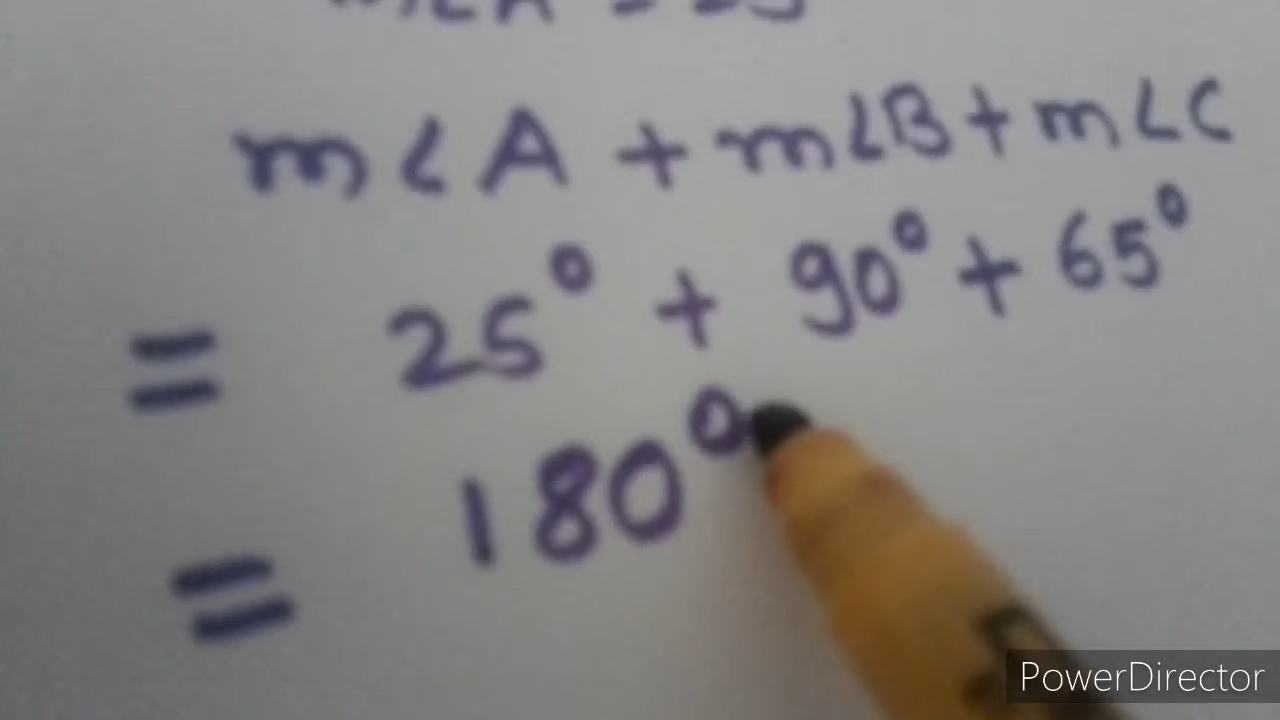 m∠A + m∠B + m∠C
= 25° + 90° + 65°
= 180°
PowerDirector